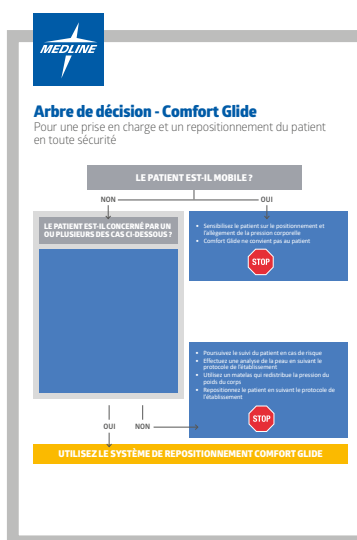 MEDLINE
Arbre de décision - Comfort Glide
Pour une prise en charge et un repositionnement du patient
en toute sécurité
LE PATIENT EST-IL MOBILE ?
NON
OUI
LE PATIENT EST-IL CONCERNÉ PAR UN
OU PLUSIEURS DES CAS CI-DESSOUS ?
• Sensibilisez le patient sur le positionnement et
l'allégement de la pression corporelle
• Comfort Glide ne convient pas au patient
STOP
• Poursuivez le suivi du patient en cas de risque
• Effectuez une analyse de la peau en suivant le
protocole de l'établissement
• Utilisez un matelas qui redistribue la pression du
poids du corps
• Repositionnez le patient en suivant le protocole de
l'établissement
STOP
OUI
NON
UTILISEZ LE SYSTÈME DE REPOSITIONNEMENT COMFORT GLIDE